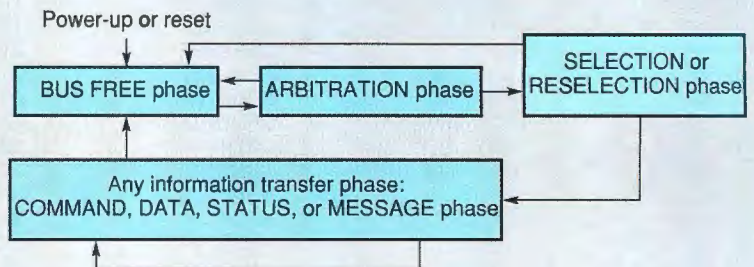 Power-up or reset
BUS FREE phase
ARBITRATION phase
SELECTION or
RESELECTION phase
Any information transfer phase:
COMMAND, DATA, STATUS, or MESSAGE phase